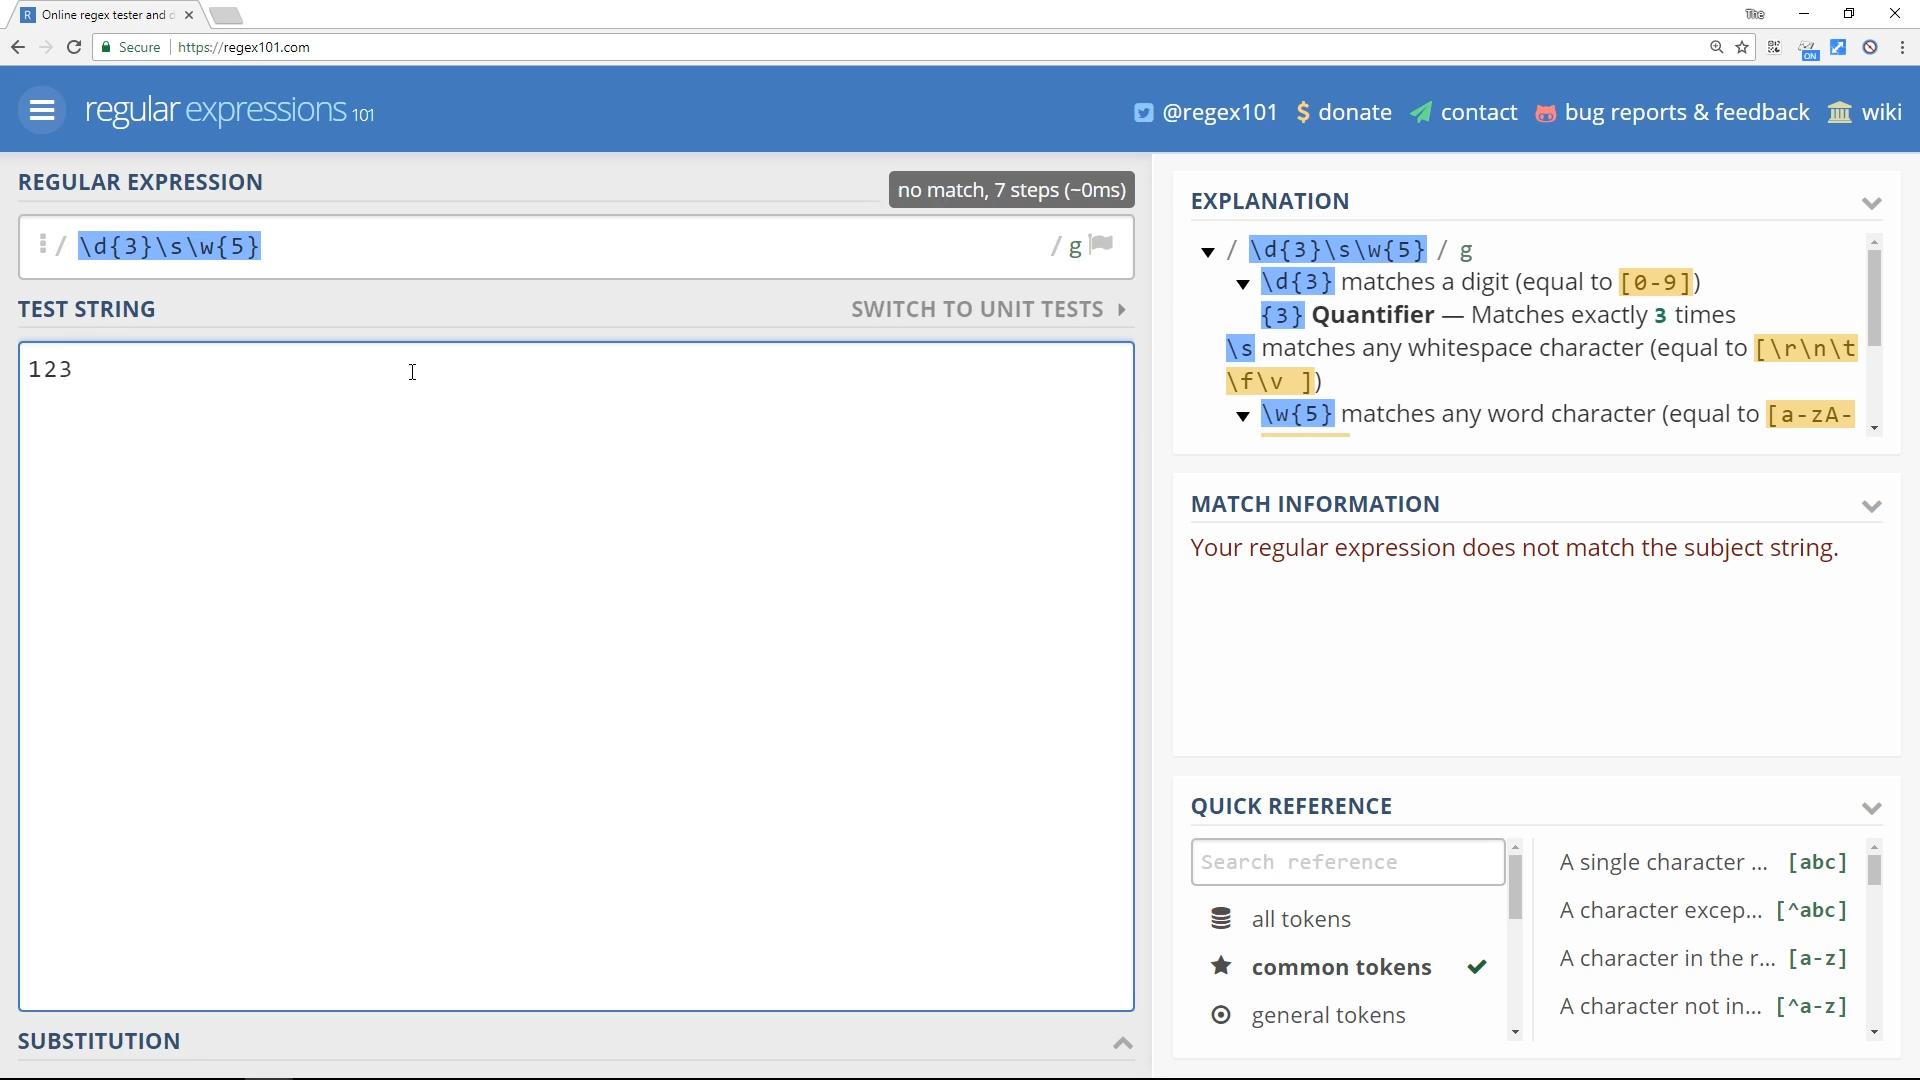 Online regex tester and d
The
Secure
https://regex101.com
ON
regular expressions 101
@regex101
$ donate
contact
bug reports & feedback
wiki
REGULAR EXPRESSION
no match, 7 steps (~0ms)
/ \d{3}\s\w{5} / g
TEST STRING
SWITCH TO UNIT TESTS
123
SUBSTITUTION
EXPLANATION
/ \d{3}\s\w{5} / g
\d{3} matches a digit (equal to [0-9])
{3} Quantifier — Matches exactly 3 times
\s matches any whitespace character (equal to [\r\n\t
\f\v ])
\w{5} matches any word character (equal to [a-zA-
MATCH INFORMATION
Your regular expression does not match the subject string.
QUICK REFERENCE
Search reference
all tokens
common tokens
general tokens
A single character ... [abc]
A character excep... [^abc]
A character in the r... [a-z]
A character not in... [^a-z]